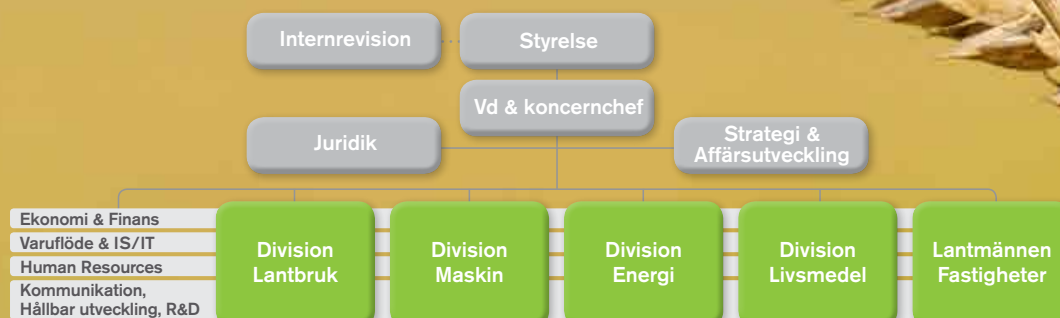 Internrevision
Styrelse
Vd & koncernchef
Juridik
Strategi &
Affärsutveckling
Ekonomi & Finans
Varuflöde & IS/IT
Human Resources
Kommunikation,
Hållbar utveckling, R&D
Division
Lantbruk
Division
Maskin
Division
Energi
Division
Livsmedel
Lantmännen
Fastigheter